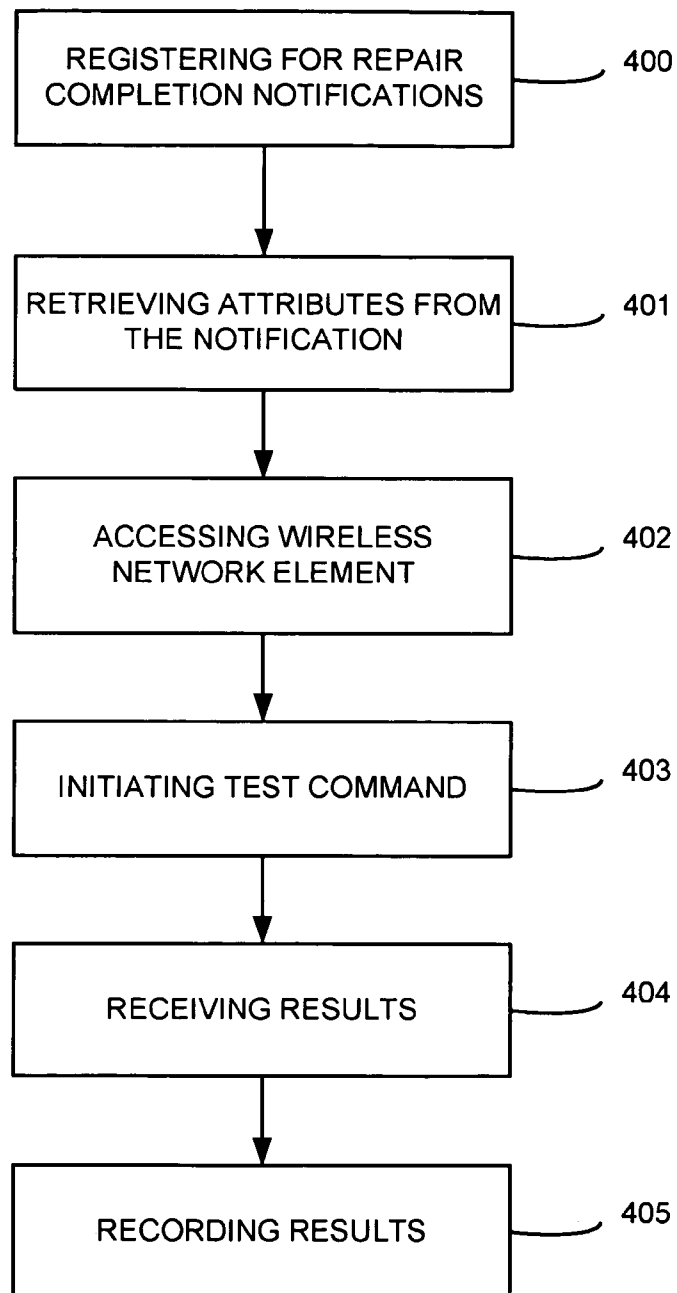 REGISTERING FOR REPAIR
COMPLETION NOTIFICATIONS
400
RETRIEVING ATTRIBUTES FROM
THE NOTIFICATION
401
ACCESSING WIRELESS
NETWORK ELEMENT
402
INITIATING TEST COMMAND
403
RECEIVING RESULTS
404
RECORDING RESULTS
405